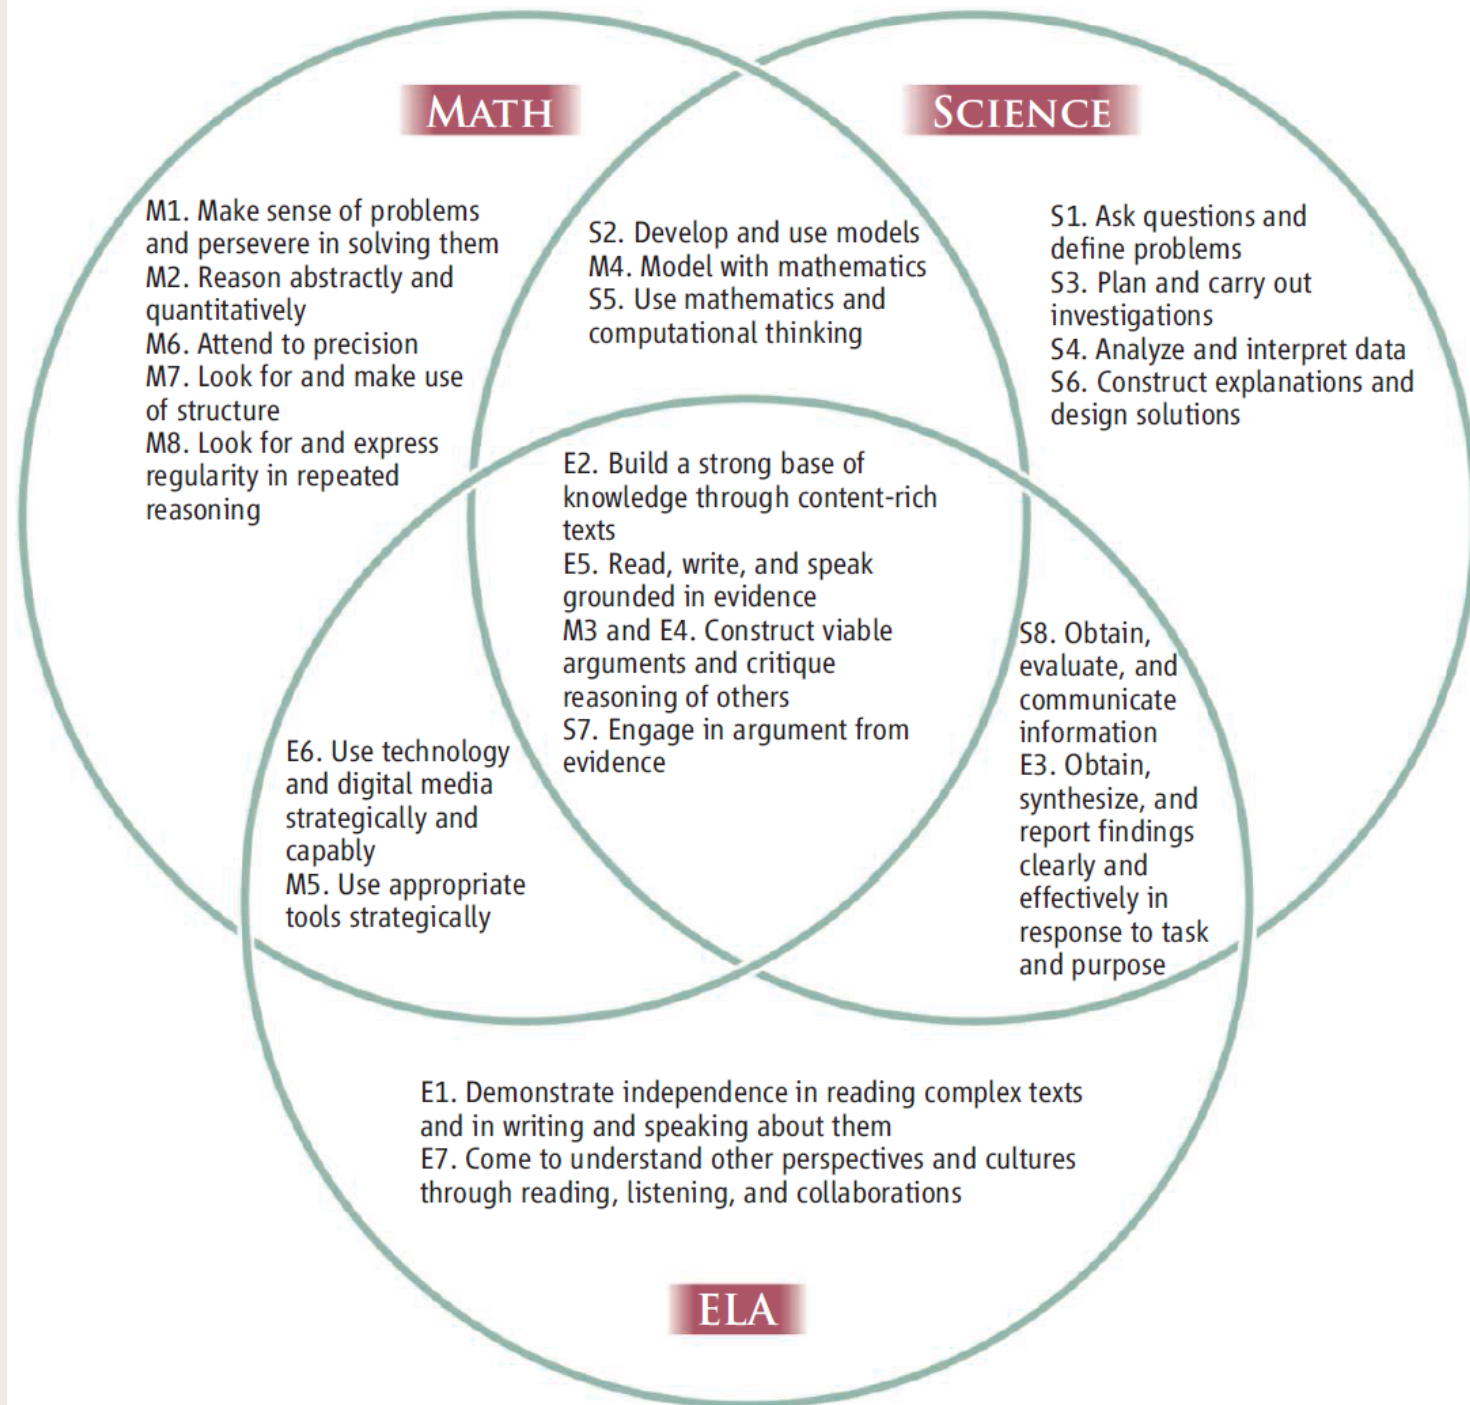 MATH
SCIENCE
M1. Make sense of problems
and persevere in solving them
M2. Reason abstractly and
quantitatively
M6. Attend to precision
M7. Look for and make use
of structure
M8. Look for and express
regularity in repeated
reasoning
S2. Develop and use models
M4. Model with mathematics
S5. Use mathematics and
computational thinking
S1. Ask questions and
define problems
S3. Plan and carry out
investigations
S4. Analyze and interpret data
S6. Construct explanations and
design solutions
E2. Build a strong base of
knowledge through content-rich
texts
E5. Read, write, and speak
grounded in evidence
M3 and E4. Construct viable
arguments and critique
reasoning of others
S7. Engage in argument from
evidence
E6. Use technology
and digital media
strategically and
capably
M5. Use appropriate
tools strategically
S8. Obtain,
evaluate, and
communicate
information
E3. Obtain,
synthesize, and
report findings
clearly and
effectively in
response to task
and purpose
E1. Demonstrate independence in reading complex texts
and in writing and speaking about them
E7. Come to understand other perspectives and cultures
through reading, listening, and collaborations
ELA